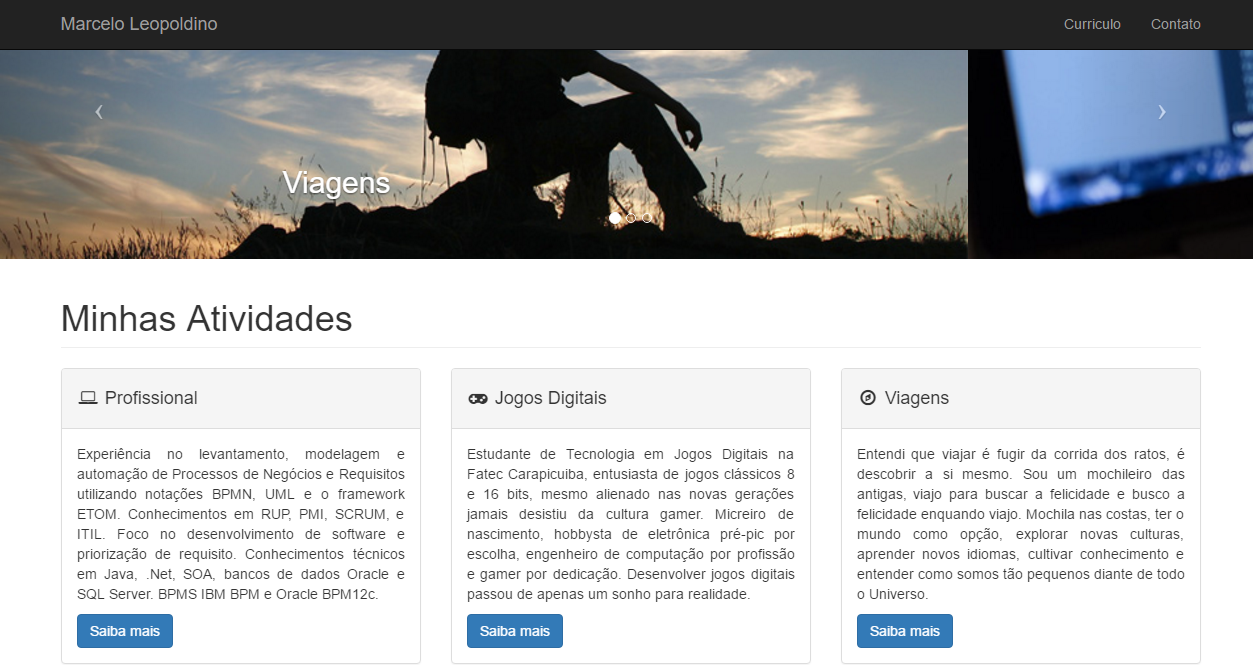 Marcelo Leopoldino
Curriculo
Contato
Viagens
Minhas Atividades
Profissional
Experiência no levantamento, modelagem e
automação de Processos de Negócios e Requisitos
utilizando notações BPMN, UML e o framework
ETOM. Conhecimentos em RUP, PMI, SCRUM, e
ITIL. Foco no desenvolvimento de software e
priorização de requisito. Conhecimentos técnicos
em Java, .Net, SOA, bancos de dados Oracle e
SQL Server. BPMS IBM BPM e Oracle BPM12c.
Saiba mais
Jogos Digitais
Estudante de Tecnologia em Jogos Digitais na
Fatec Carapicuiba, entusiasta de jogos clássicos 8
e 16 bits, mesmo alienado nas novas gerações
jamais desistiu da cultura gamer. Micreiro de
nascimento, hobbysta de eletrônica pré-pic por
escolha, engenheiro de computação por profissão
e gamer por dedicação. Desenvolver jogos digitais
passou de apenas um sonho para realidade.
Saiba mais
Viagens
Entendi que viajar é fugir da corrida dos ratos, é
descobrir a si mesmo. Sou um mochileiro das
antigas, viajo para buscar a felicidade e busco a
felicidade enquando viajo. Mochila nas costas, ter o
mundo como opção, explorar novas culturas,
aprender novos idiomas, cultivar conhecimento e
entender como somos tão pequenos diante de todo
o Universo.
Saiba mais